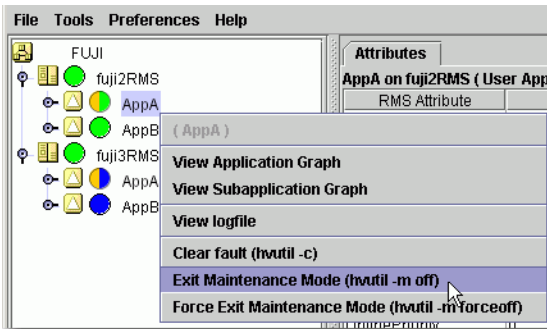 File Tools Preferences Help
FUJI
Attributes
fuji2RMS
AppA on fuji2RMS ( User App
AppA
RMS Attribute
AppB
( AppA )
fuji3RMS
View Application Graph
AppA
View Subapplication Graph
AppB
View logfile
Clear fault (hvutil -c)
Exit Maintenance Mode (hvutil -m off)
Force Exit Maintenance Mode (hvutil -m forceoff)